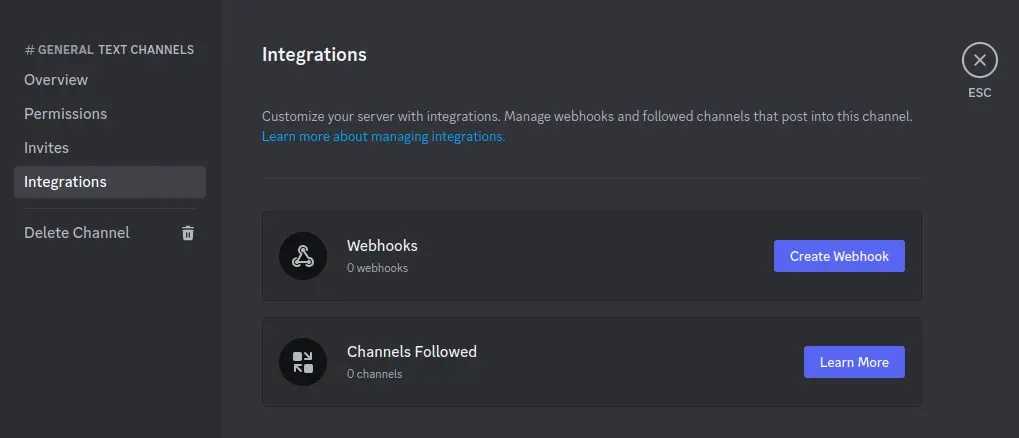 # GENERAL TEXT CHANNELS
Overview
Permissions
Invites
Integrations
Delete Channel
Integrations
ESC
Customize your server with integrations. Manage webhooks and followed channels that post into this channel.
Learn more about managing integrations.
Webhooks
0 webhooks
Create Webhook
Channels Followed
0 channels
Learn More